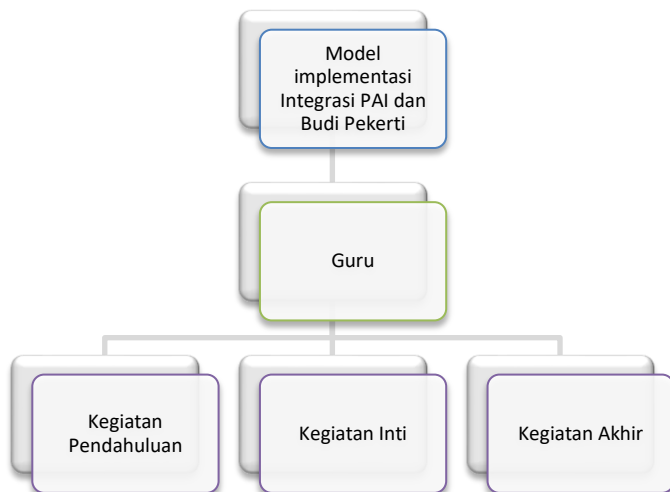 Model
implementasi
Integrasi PAI dan
Budi Pekerti
Guru
Kegiatan
Pendahuluan
Kegiatan Inti
Kegiatan Akhir